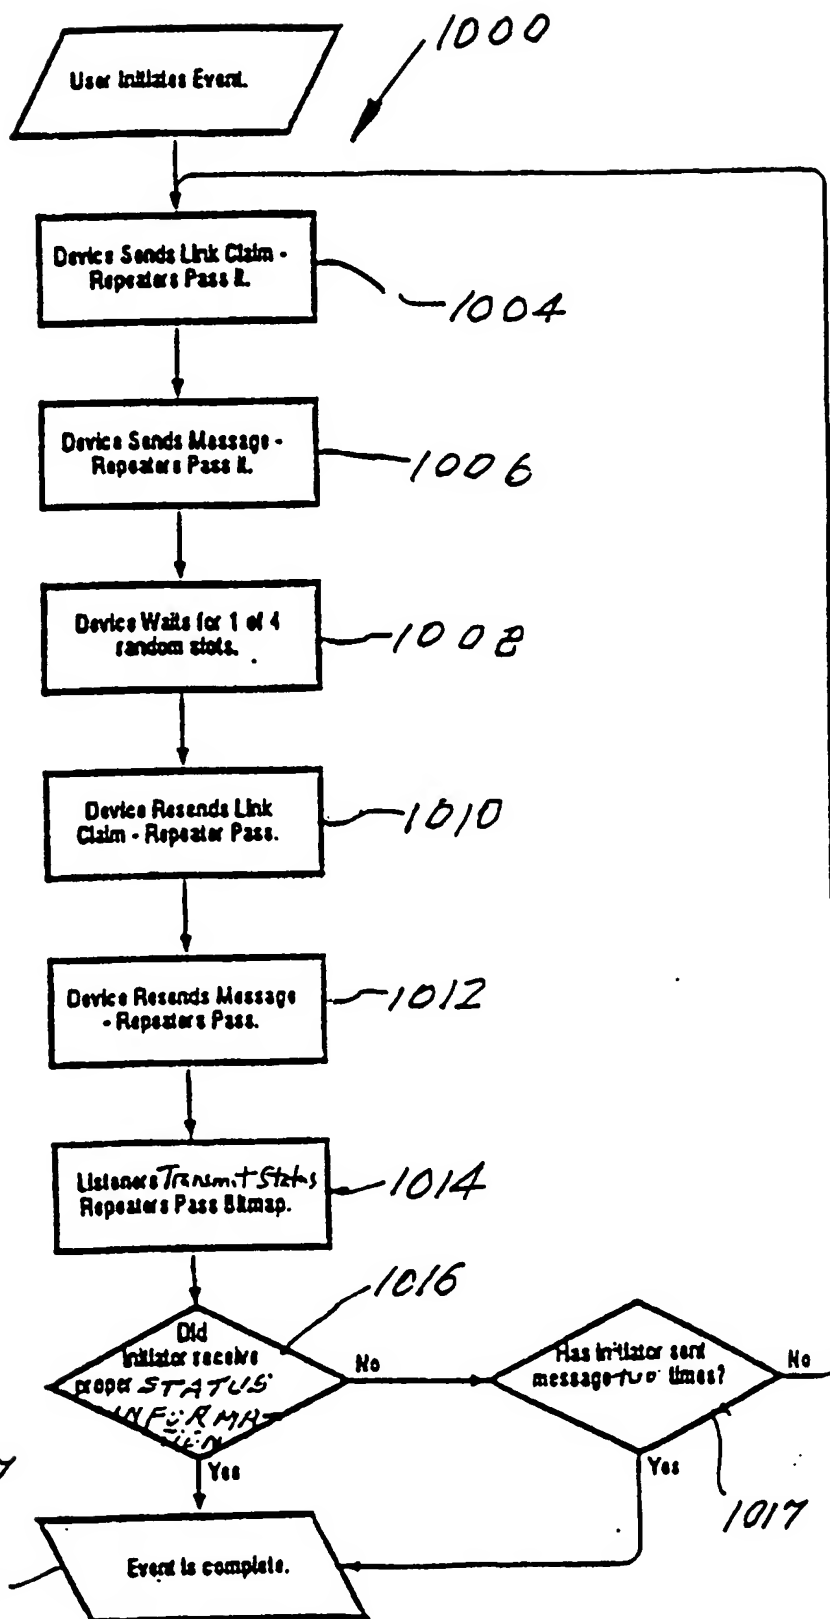 1000
User Initiates Event.
Device Sends Link Claim -
Repeaters Pass it.
1004
Device Sends Message -
Repeaters Pass it.
1006
Device Waits for 1 of 4
random slots.
1008
Device Resends Link
Claim - Repeater Pass.
1010
Device Resends Message
- Repeaters Pass.
1012
Listeners Transmit Status
Repeaters Pass Bitmap.
1014
1016
Did
Initiator receive
proper STATUS
INFORMAT
ION
No
Has initiator sent
message two times?
No
Yes
Yes
1017
Event is complete.